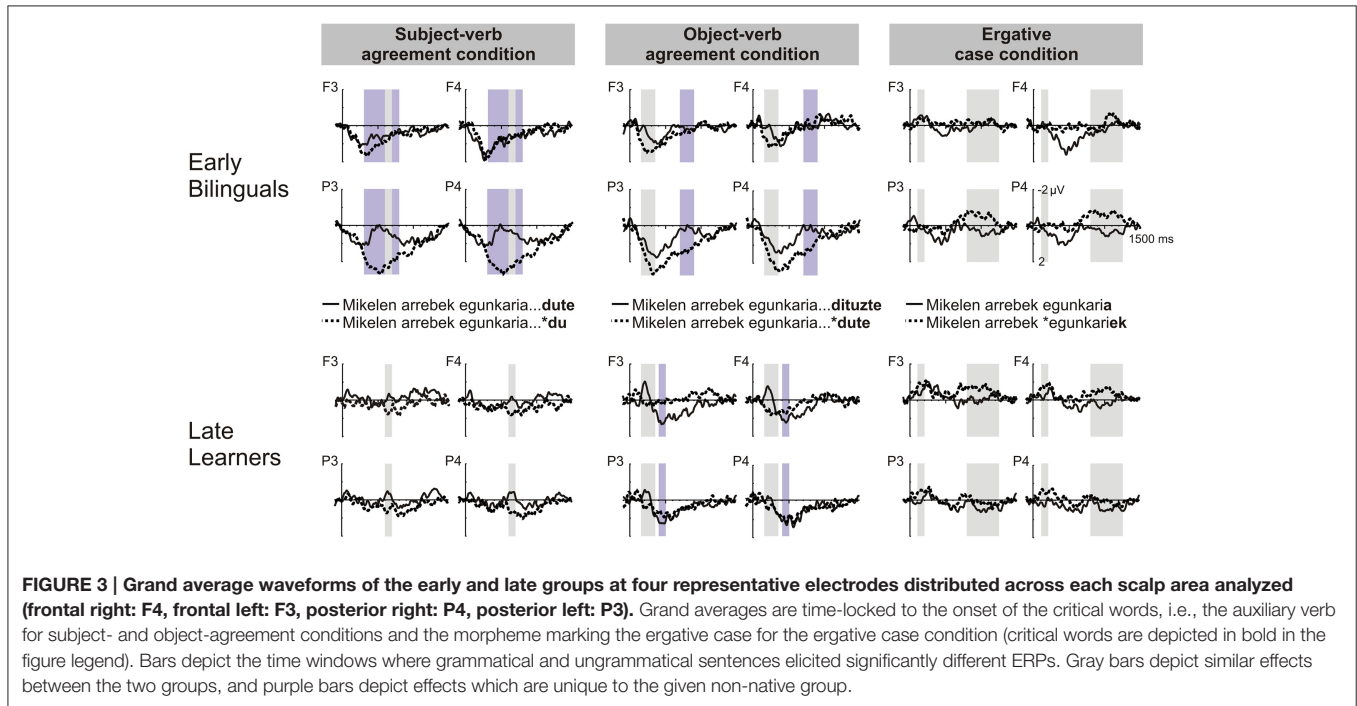 Subject-verb
agreement condition
Object-verb
agreement condition
Ergative
case condition
F3
F4
F3
F4
F3
F4
Early
Bilinguals
P3
P4
P3
P4
P3
P4
-2 µV
1500 ms
2
Mikelen arrebek egunkaria...dute
Mikelen arrebek egunkaria...*du
Mikelen arrebek egunkaria...dituzte
Mikelen arrebek egunkaria...*dute
Mikelen arrebek egunkaria
Mikelen arrebek *egunkariek
F3
F4
F3
F4
F3
F4
Late
Learners
P3
P4
P3
P4
P3
P4
FIGURE 3 | Grand average waveforms of the early and late groups at four representative electrodes distributed across each scalp area analyzed
(frontal right: F4, frontal left: F3, posterior right: P4, posterior left: P3). Grand averages are time-locked to the onset of the critical words, i.e., the auxiliary verb
for subject- and object-agreement conditions and the morpheme marking the ergative case for the ergative case condition (critical words are depicted in bold in the
figure legend). Bars depict the time windows where grammatical and ungrammatical sentences elicited significantly different ERPs. Gray bars depict similar effects
between the two groups, and purple bars depict effects which are unique to the given non-native group.